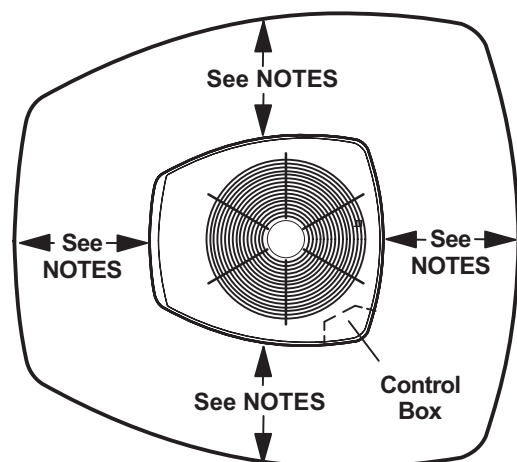 See NOTES
See
NOTES
See
NOTES
See NOTES
Control
Box